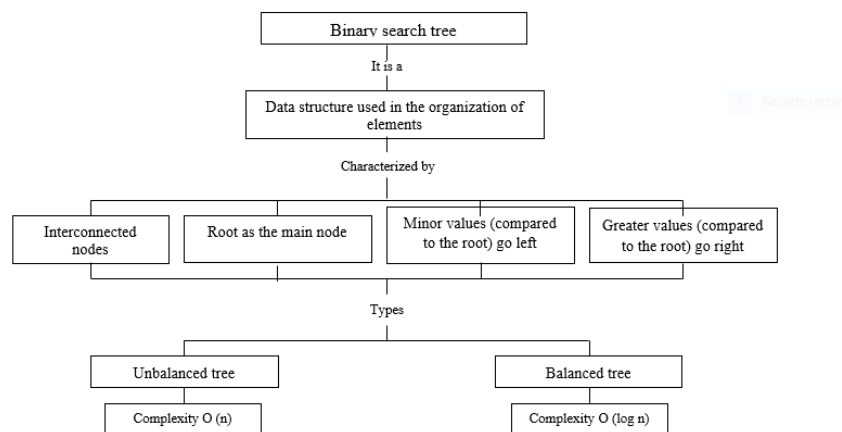 Binary search tree
It is a
Data structure used in the organization of
elements
Characterized by
Interconnected
nodes
Root as the main node
Minor values (compared
to the root) go left
Greater values (compared
to the root) go right
Types
Unbalanced tree
Balanced tree
Complexity O (n)
Complexity O (log n)